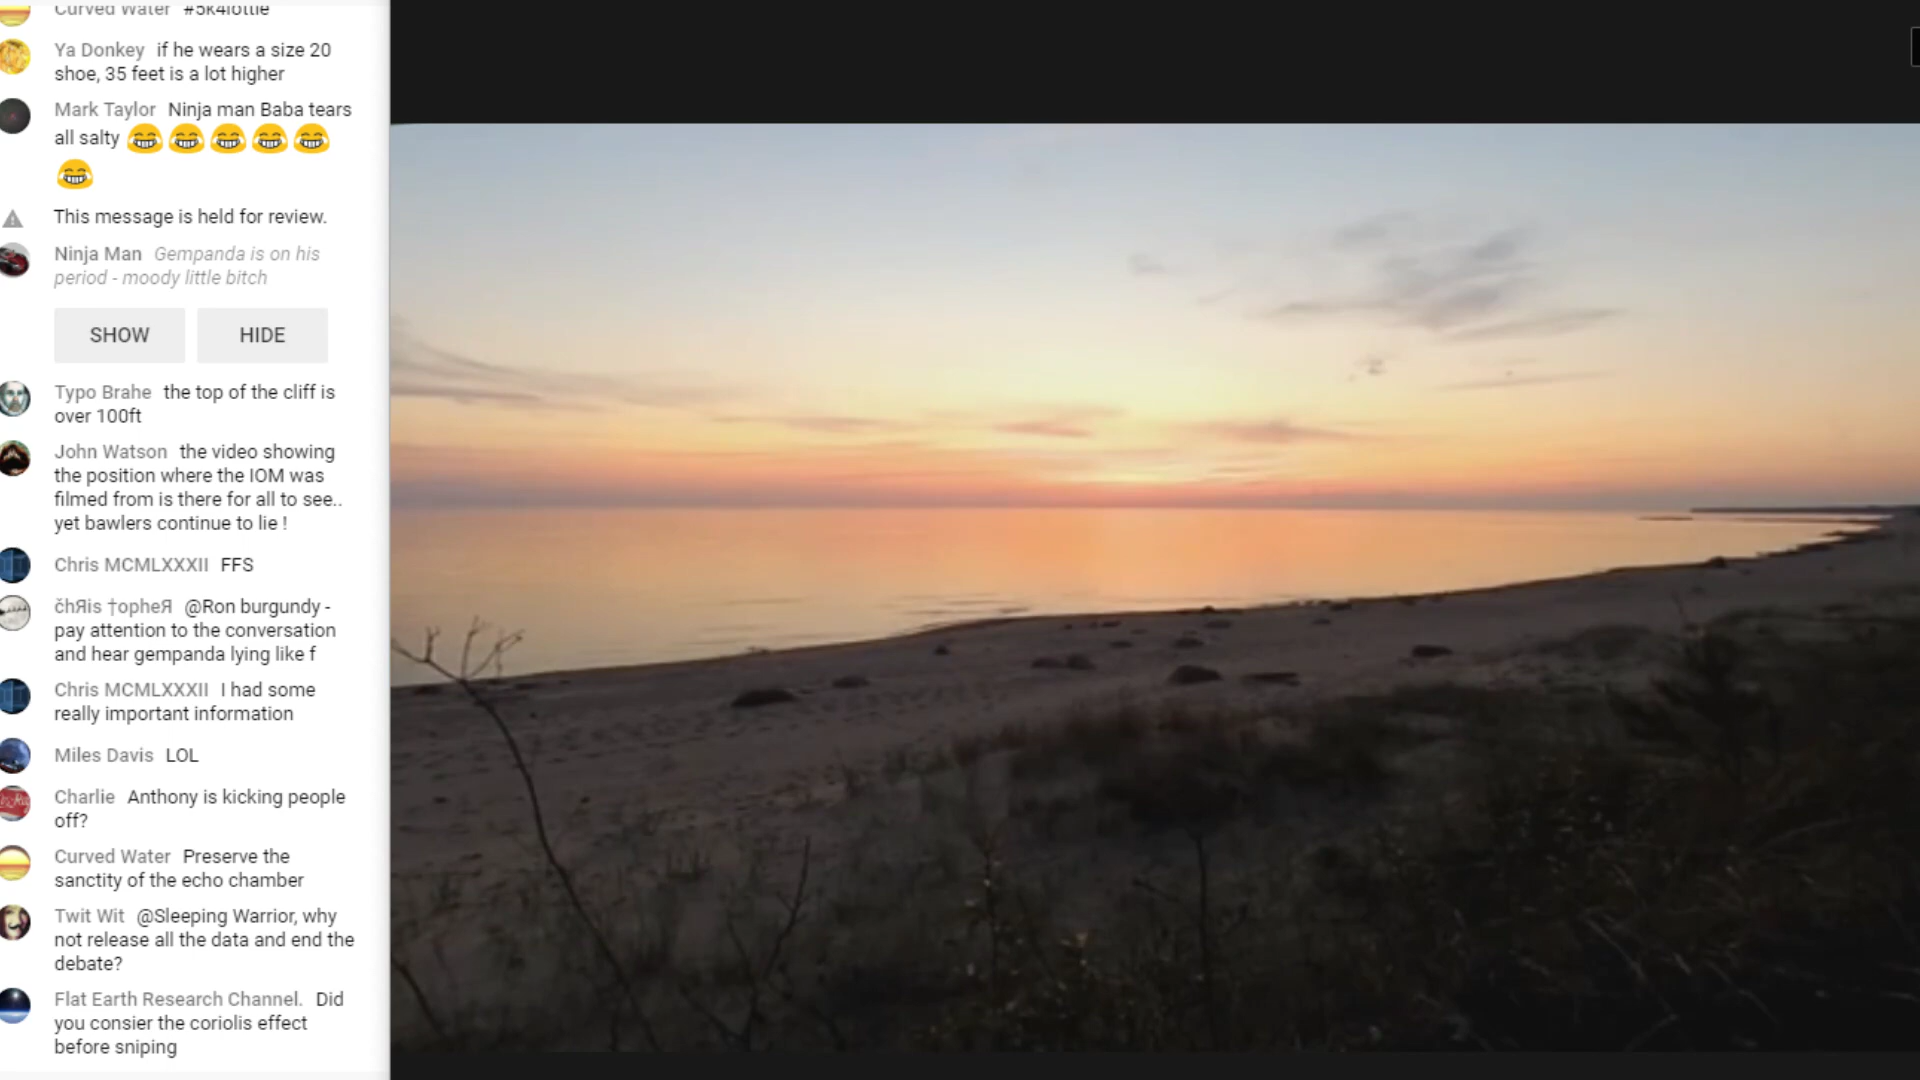 Curved Water #5k4lottie
Ya Donkey if he wears a size 20
shoe, 35 feet is a lot higher
Mark Taylor Ninja man Baba tears
all salty 😂😂😂😂😂
😂
This message is held for review.
Ninja Man Gempanda is on his
period - moody little bitch
SHOW HIDE
Typo Brahe the top of the cliff is
over 100ft
John Watson the video showing
the position where the IOM was
filmed from is there for all to see..
yet bawlers continue to lie !
Chris MCMLXXXII FFS
čhЯis †opheЯ @Ron burgundy -
pay attention to the conversation
and hear gempanda lying like f
Chris MCMLXXXII I had some
really important information
Miles Davis LOL
Charlie Anthony is kicking people
off?
Curved Water Preserve the
sanctity of the echo chamber
Twit Wit @Sleeping Warrior, why
not release all the data and end the
debate?
Flat Earth Research Channel. Did
you consier the coriolis effect
before sniping